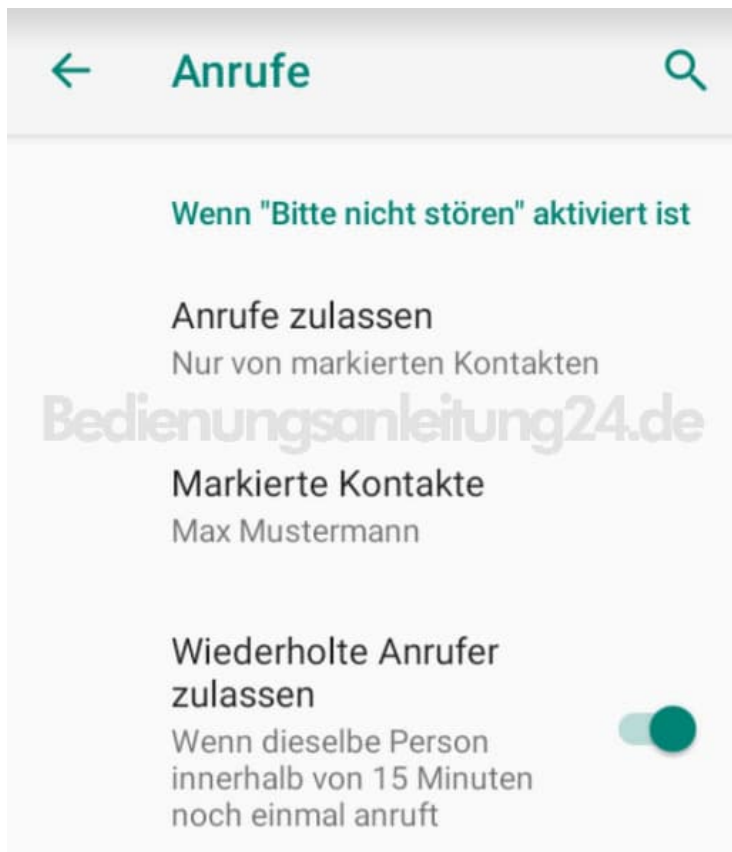 Anrufe
Wenn "Bitte nicht stören" aktiviert ist
Anrufe zulassen
Nur von markierten Kontakten
Bedienungsanleitung24.de
Markierte Kontakte
Max Mustermann
Wiederholte Anrufer
zulassen
Wenn dieselbe Person
innerhalb von 15 Minuten
noch einmal anruft